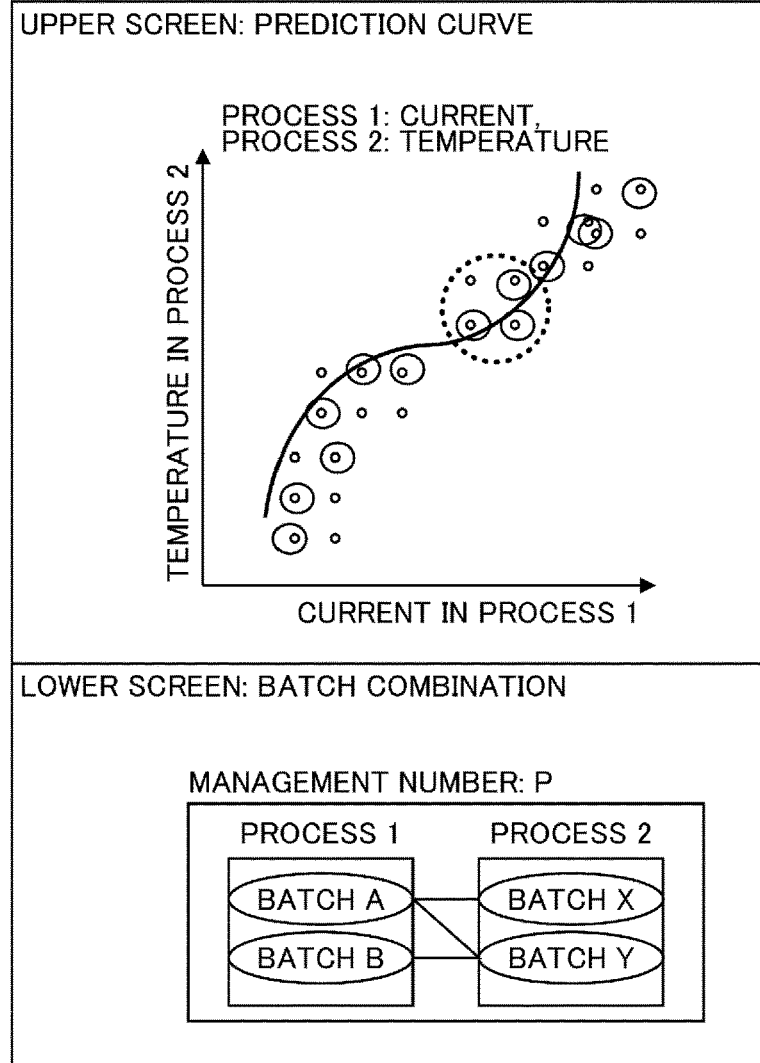 UPPER SCREEN: PREDICTION CURVE
PROCESS 1: CURRENT,
PROCESS 2: TEMPERATURE
TEMPERATURE IN PROCESS 2
CURRENT IN PROCESS 1
LOWER SCREEN: BATCH COMBINATION
MANAGEMENT NUMBER: P
PROCESS 1 PROCESS 2
BATCH A BATCH X
BATCH B BATCH Y